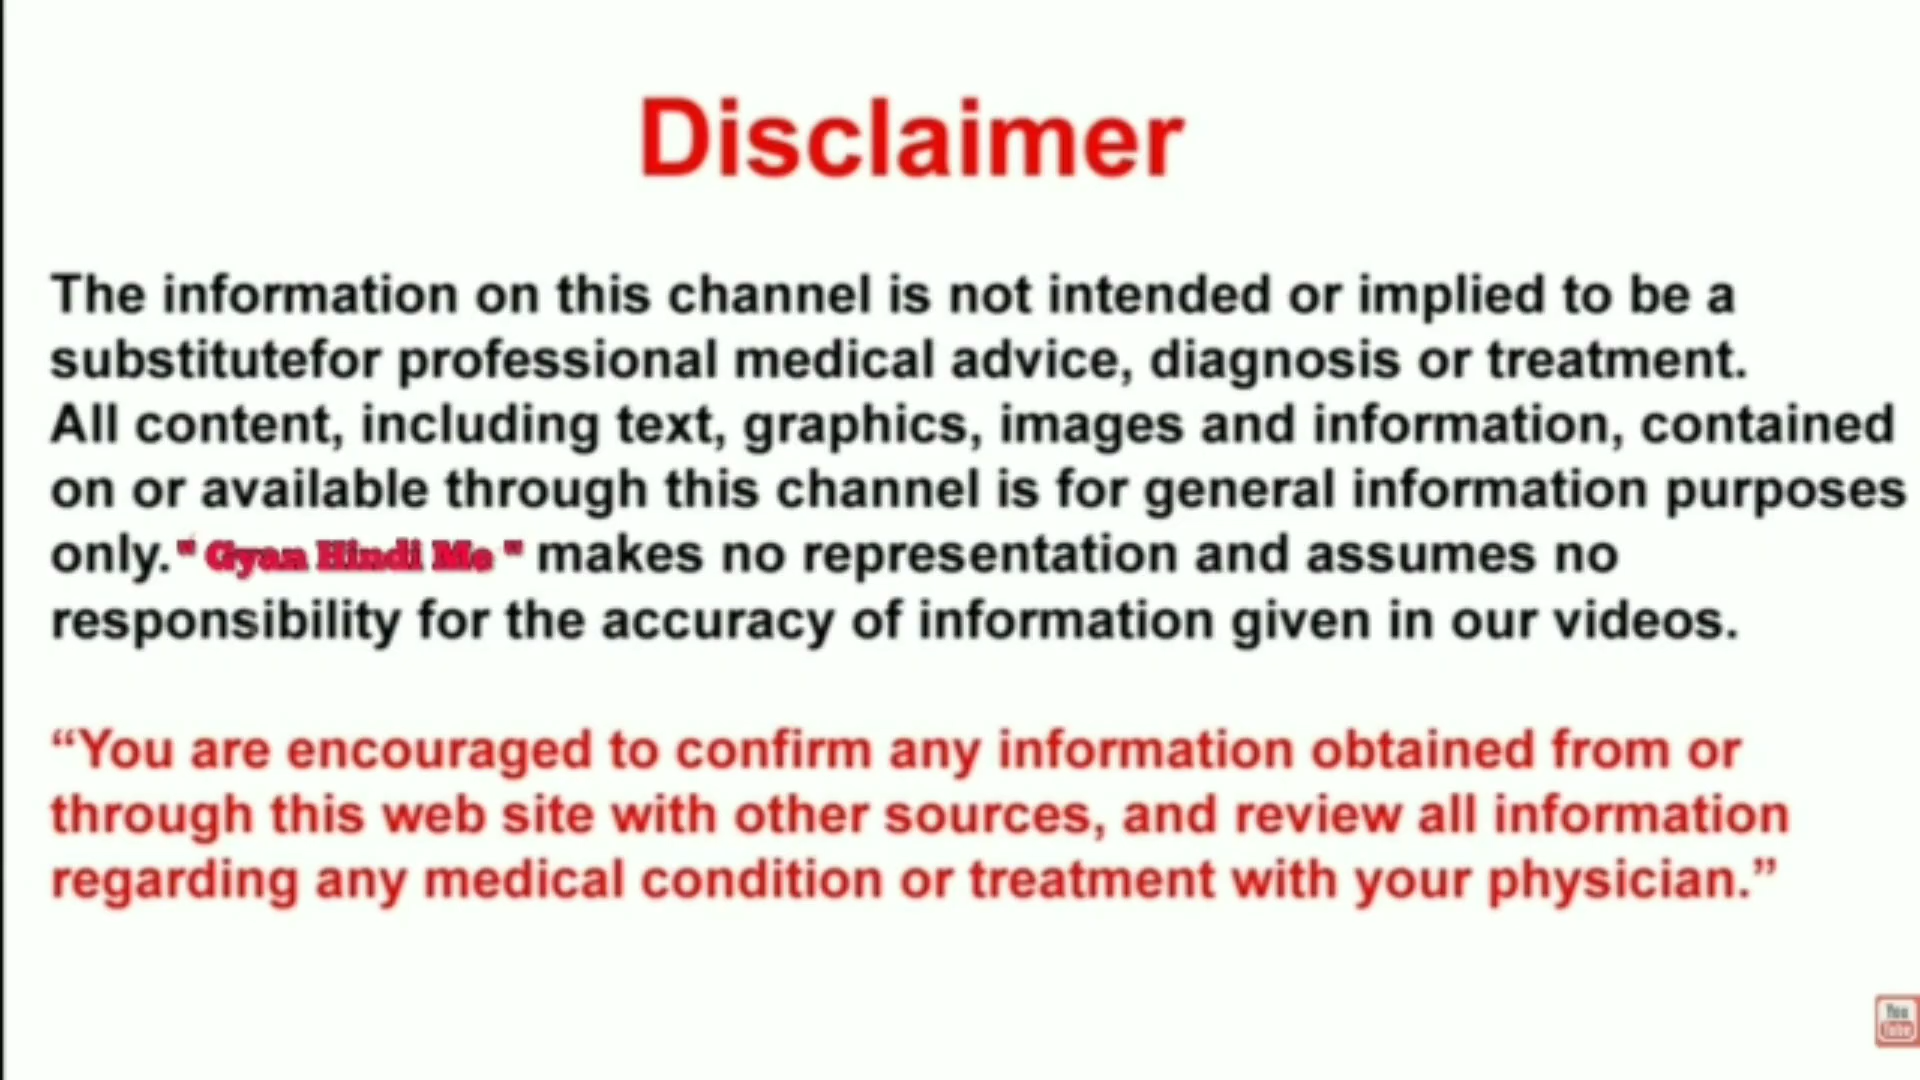 Disclaimer
The information on this channel is not intended or implied to be a
substitutefor professional medical advice, diagnosis or treatment.
All content, including text, graphics, images and information, contained
on or available through this channel is for general information purposes
only." Gyan Hindi Me " makes no representation and assumes no
responsibility for the accuracy of information given in our videos.
“You are encouraged to confirm any information obtained from or
through this web site with other sources, and review all information
regarding any medical condition or treatment with your physician.”
You
Tube